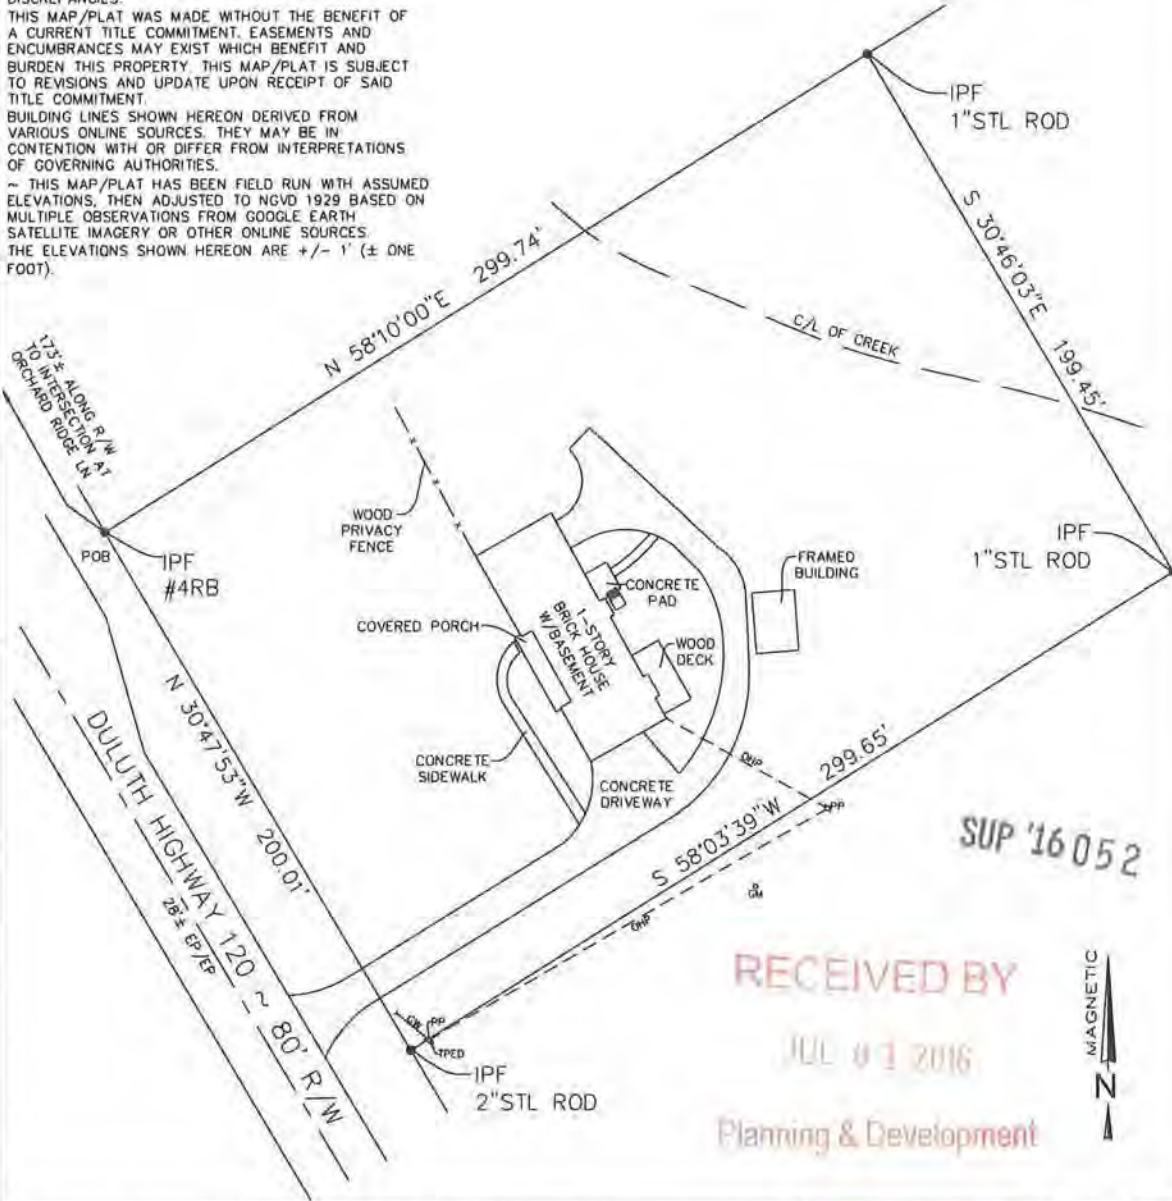 THIS MAP/PLAT WAS MADE WITHOUT THE BENEFIT OF
A CURRENT TITLE COMMITMENT. EASEMENTS AND
ENCUMBRANCES MAY EXIST WHICH BENEFIT AND
BURDEN THIS PROPERTY. THIS MAP/PLAT IS SUBJECT
TO REVISIONS AND UPDATE UPON RECEIPT OF SAID
TITLE COMMITMENT.
BUILDING LINES SHOWN HEREON DERIVED FROM
VARIOUS ONLINE SOURCES. THEY MAY BE IN
CONTENTION WITH OR DIFFER FROM INTERPRETATIONS
OF GOVERNING AUTHORITIES.
~ THIS MAP/PLAT HAS BEEN FIELD RUN WITH ASSUMED
ELEVATIONS, THEN ADJUSTED TO NGVD 1929 BASED ON
MULTIPLE OBSERVATIONS FROM GOOGLE EARTH
SATELLITE IMAGERY OR OTHER ONLINE SOURCES.
THE ELEVATIONS SHOWN HEREON ARE +/- 1' (± ONE
FOOT).
IPF
1"STL ROD
S 30°46'03"E 199.45'
N 58°10'00"E 299.74'
C/L OF CREEK
173'± ALONG R/W
TO INTERSECTION AT
ORCHARD RIDGE LN
POB
IPF
#4RB
WOOD
PRIVACY
FENCE
IPF
1"STL ROD
FRAMED
BUILDING
CONCRETE
PAD
COVERED PORCH
1-STORY
BRICK HOUSE
W/BASEMENT
WOOD
DECK
N 30°47'53"W 200.01'
CONCRETE
SIDEWALK
CONCRETE
DRIVEWAY
OHP
299.65'
S 58°03'39"W
PP
GM
OHP
DULUTH HIGHWAY 120 ~ 80' R/W
28'± EP/EP
SUP '16 052
RECEIVED BY
JUL 01 2016
Planning & Development
MAGNETIC
N
GW
PP
TPED
IPF
2"STL ROD